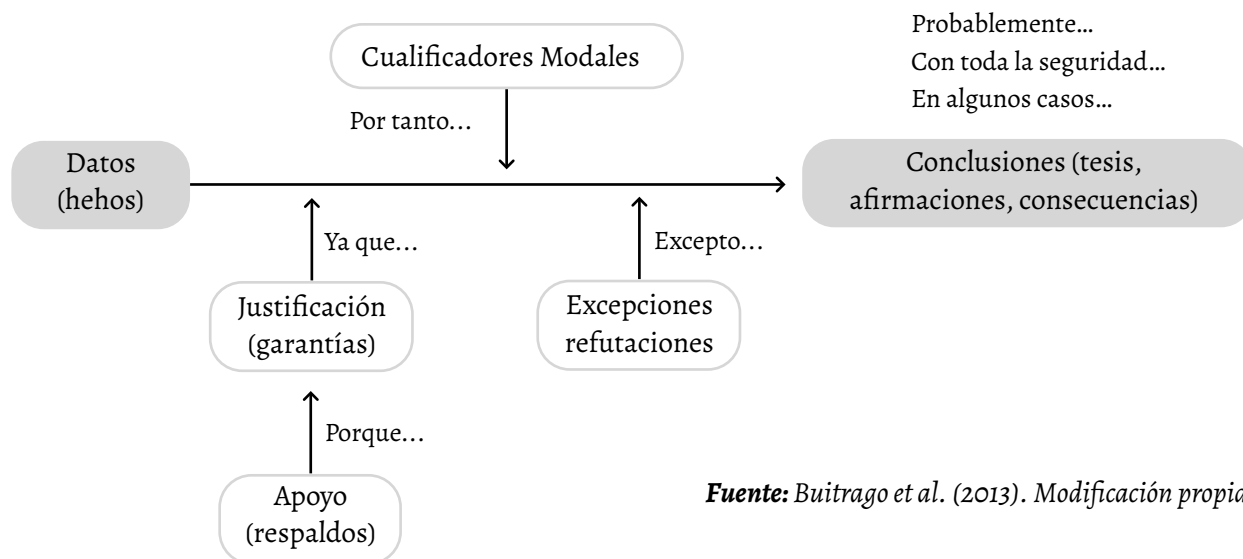 Probablemente...
Con toda la seguridad...
En algunos casos...
Cualificadores Modales
Por tanto...
Datos
(hehos)
Conclusiones (tesis,
afirmaciones, consecuencias)
Ya que...
Excepto...
Justificación
(garantías)
Excepciones
refutaciones
Porque...
Apoyo
(respaldos)
Fuente: Buitrago et al. (2013). Modificación propia